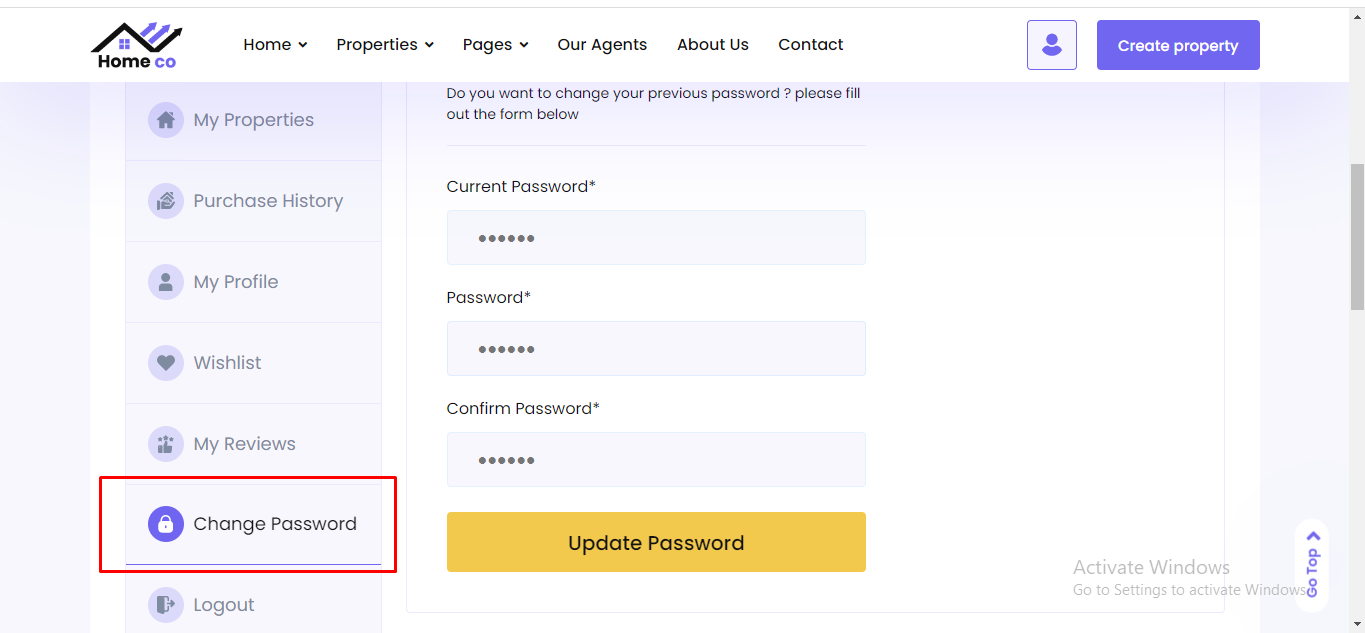 Home co
Home
Properties
Pages
Our Agents
About Us
Contact
Create property
My Properties
Purchase History
My Profile
Wishlist
My Reviews
Change Password
Logout
Do you want to change your previous password ? please fill
out the form below
Current Password*
••••••
Password*
••••••
Confirm Password*
••••••
Update Password
Activate Windows
Go to Settings to activate Windows
Go Top